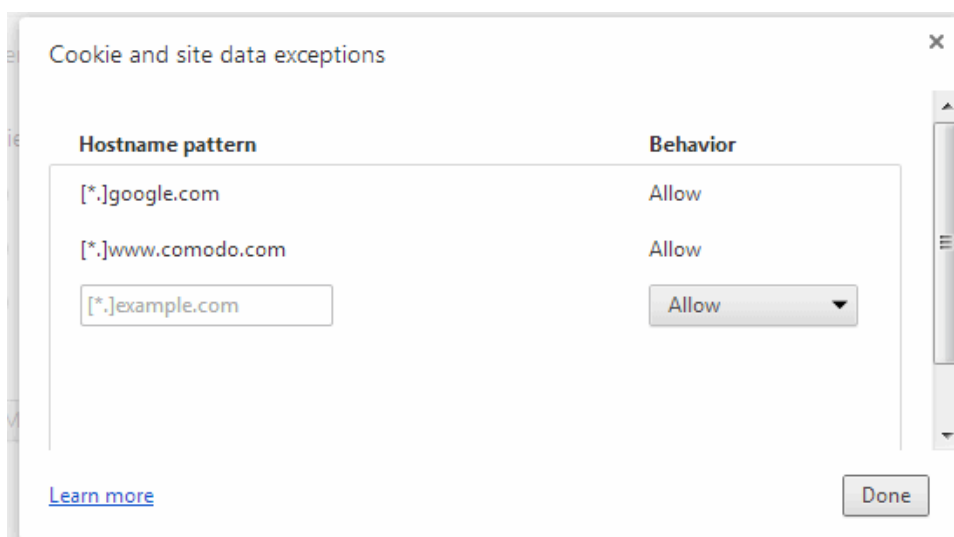 Cookie and site data exceptions
Hostname pattern Behavior
[*.]google.com Allow
[*.]www.comodo.com Allow
[*.]example.com Allow
Learn more Done